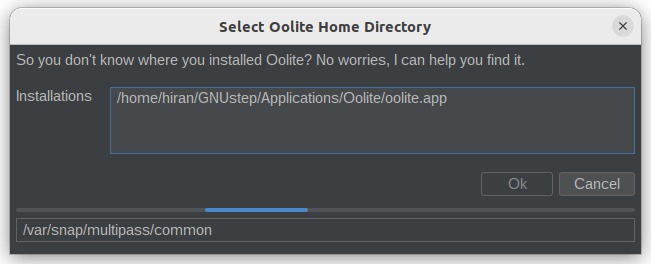 Select Oolite Home Directory
So you don't know where you installed Oolite? No worries, I can help you find it.
Installations
/home/hiran/GNUstep/Applications/Oolite/oolite.app
Ok
Cancel
/var/snap/multipass/common